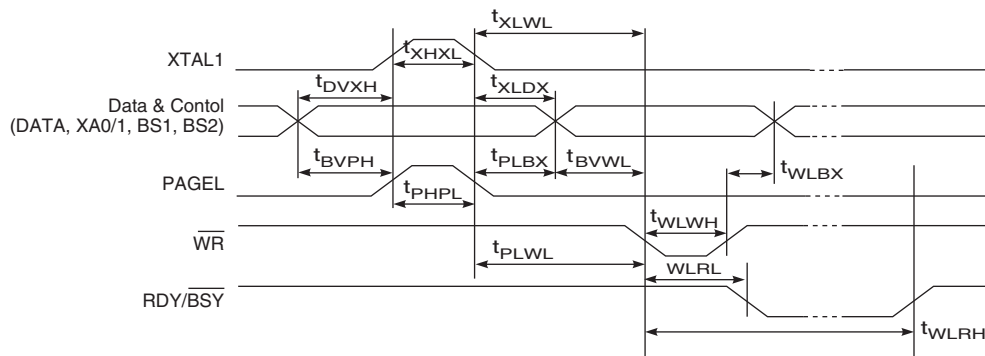 tXLWL
XTAL1
tXHXL
tDVXH
tXLDX
Data & Contol
(DATA, XA0/1, BS1, BS2)
tBVPH
tPLBX
tBVWL
tWLBX
PAGEL
tPHPL
tWLWH
WR
tPLWL
WLRL
RDY/BSY
tWLRH